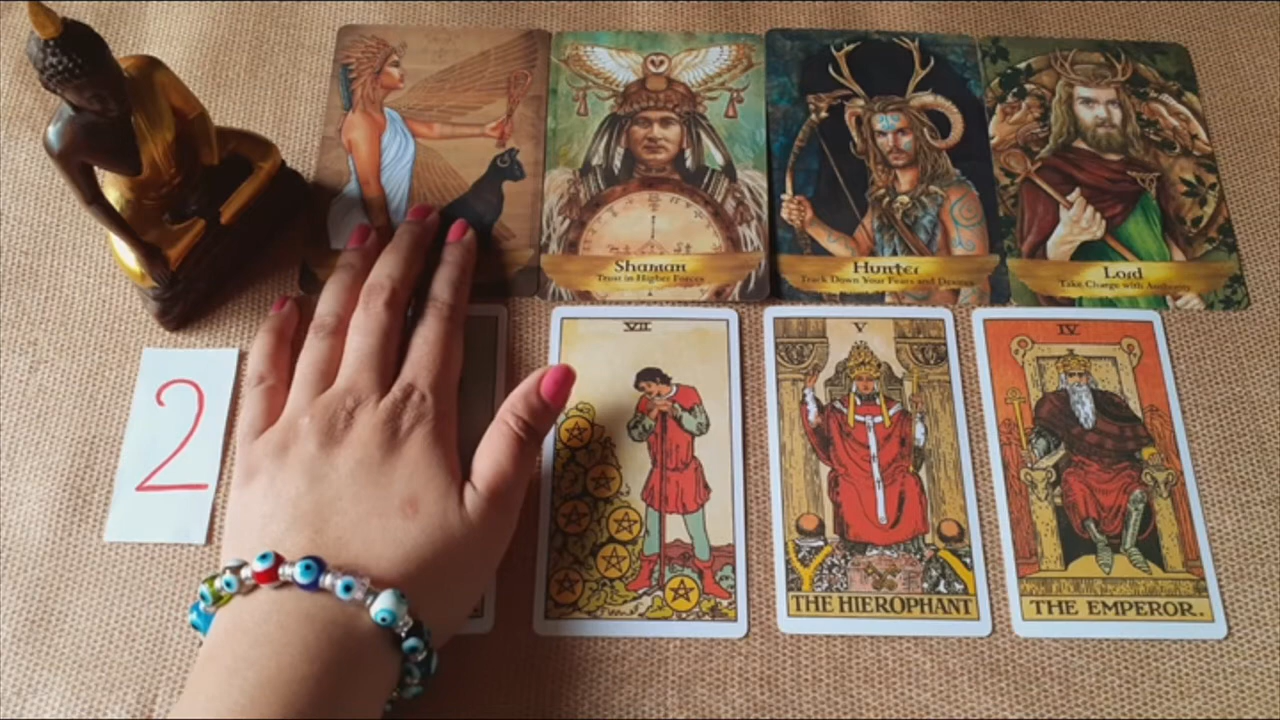 Shaman
Trust in Higher Forces
Hunter
Track Down Your Fears and Desires
Lord
Take Charge with Authority
2
VII
V
THE HIEROPHANT
IV
THE EMPEROR.